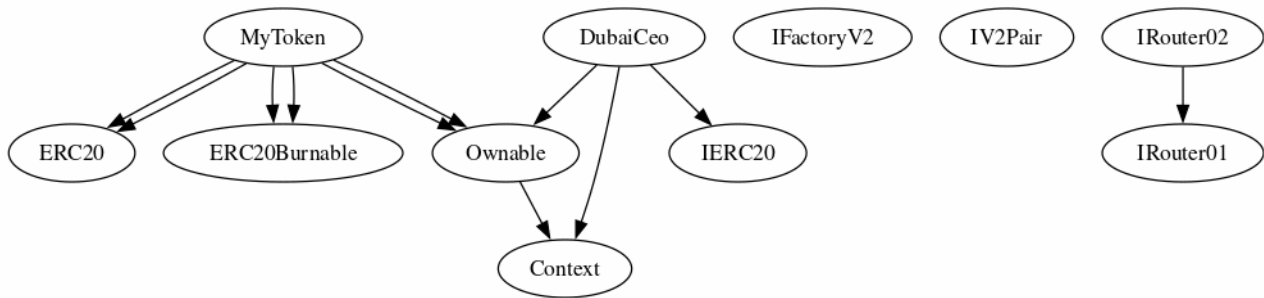 MyToken
DubaiCeo
IFactoryV2
IV2Pair
IRouter02
ERC20
ERC20Burnable
Ownable
IERC20
IRouter01
Context